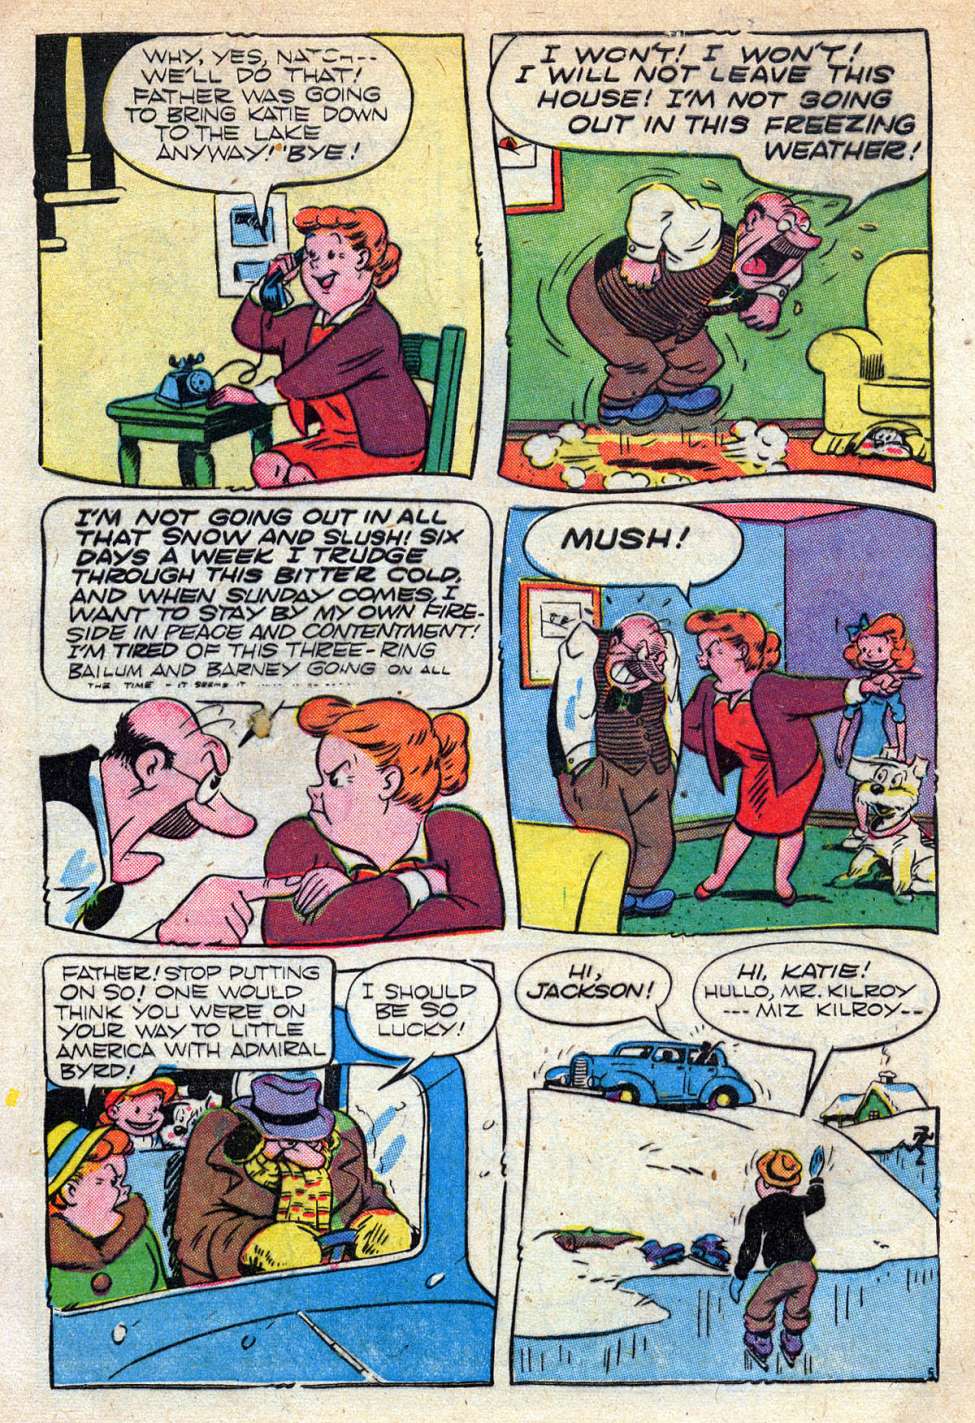 WHY, YES, NATCH--
WE'LL DO THAT!
FATHER WAS GOING
TO BRING KATIE DOWN
TO THE LAKE
ANYWAY! 'BYE!
I WON'T! I WON'T!
I WILL NOT LEAVE THIS
HOUSE! I'M NOT GOING
OUT IN THIS FREEZING
WEATHER!
I'M NOT GOING OUT IN ALL
THAT SNOW AND SLUSH! SIX
DAYS A WEEK I TRUDGE
THROUGH THIS BITTER COLD,
AND WHEN SUNDAY COMES, I
WANT TO STAY BY MY OWN FIRE-
SIDE IN PEACE AND CONTENTMENT!
I'M TIRED OF THIS THREE-RING
BAILUM AND BARNEY GOING ON ALL
THE TIME - IT SEEMS IT
MUSH!
FATHER! STOP PUTTING
ON SO! ONE WOULD
THINK YOU WERE ON
YOUR WAY TO LITTLE
AMERICA WITH ADMIRAL
BYRD!
I SHOULD
BE SO
LUCKY!
HI,
JACKSON!
HI, KATIE!
HULLO, MR. KILROY
--- MIZ KILROY--
5